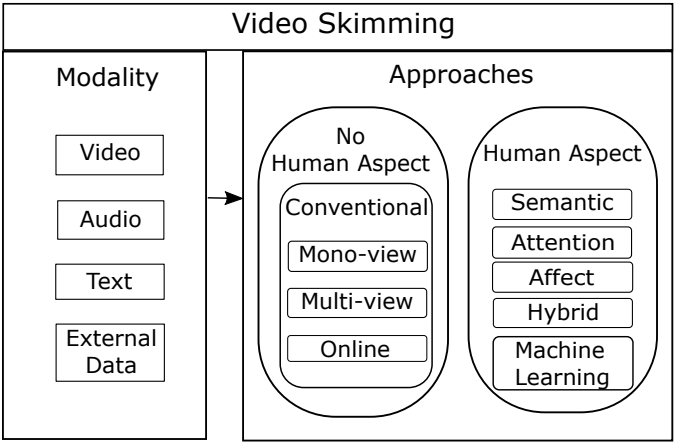 Video Skimming
Modality
Video
Audio
Text
External
Data
Approaches
No
Human Aspect
Conventional
Mono-view
Multi-view
Online
Human Aspect
Semantic
Attention
Affect
Hybrid
Machine
Learning